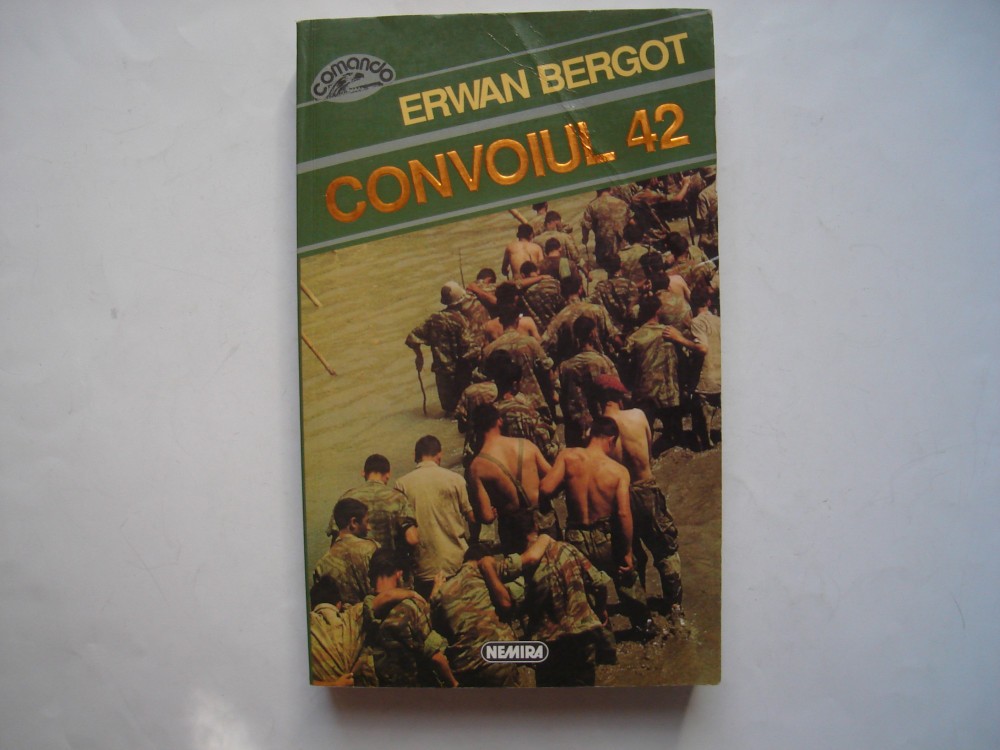 comando
ERWAN BERGOT
CONVOIUL 42
NEMIRA